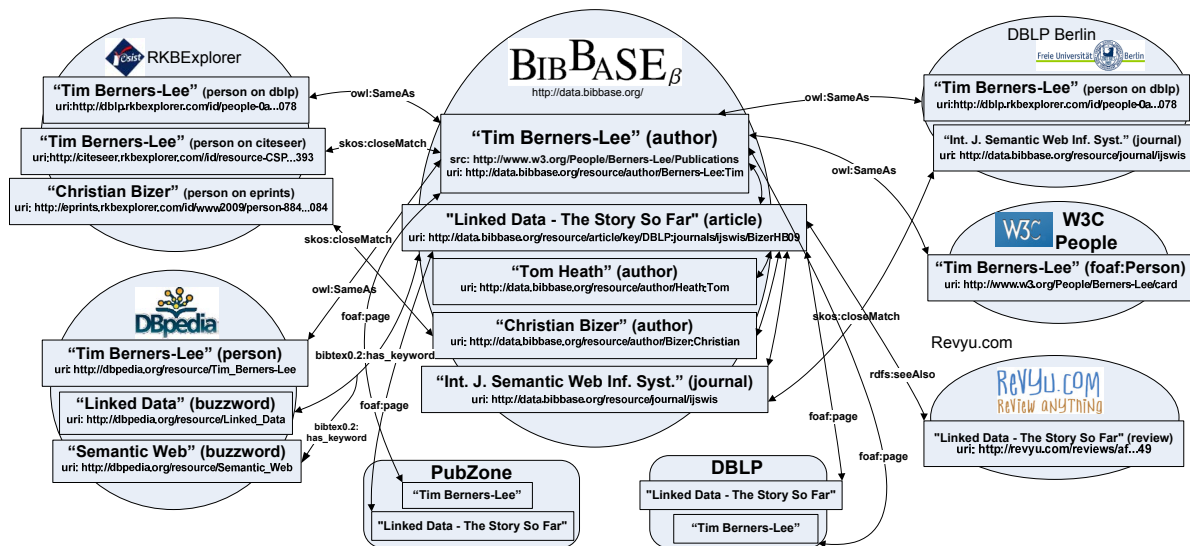 resist
RKBExplorer
"Tim Berners-Lee" (person on dblp)
uri:http://dblp.rkbexplorer.com/id/people-0a...078
"Tim Berners-Lee" (person on citeseer)
uri:http://citeseer.rkbexplorer.com/id/resource-CSP...393
"Christian Bizer" (person on eprints)
uri: http://eprints.rkbexplorer.com/id/www2009/person-884...084
DBpedia
"Tim Berners-Lee" (person)
uri: http://dbpedia.org/resource/Tim_Berners-Lee
"Linked Data" (buzzword)
uri: http://dbpedia.org/resource/Linked_Data
"Semantic Web" (buzzword)
uri: http://dbpedia.org/resource/Semantic_Web
owl:SameAs
skos:closeMatch
skos:closeMatch
owl:SameAs
foaf:page
bibtex0.2:has_keyword
foaf:page
bibtex0.2:
has_keyword
BIBBASE β
http://data.bibbase.org/
"Tim Berners-Lee" (author)
src: http://www.w3.org/People/Berners-Lee/Publications
uri: http://data.bibbase.org/resource/author/Berners-Lee:Tim
"Linked Data - The Story So Far" (article)
uri: http://data.bibbase.org/resource/article/key/DBLP:journals/ijswis/BizerHB09
"Tom Heath" (author)
uri: http://data.bibbase.org/resource/author/Heath:Tom
"Christian Bizer" (author)
uri: http://data.bibbase.org/resource/author/Bizer:Christian
"Int. J. Semantic Web Inf. Syst." (journal)
uri: http://data.bibbase.org/resource/journal/ijswis
PubZone
"Tim Berners-Lee"
"Linked Data - The Story So Far"
DBLP
"Linked Data - The Story So Far"
"Tim Berners-Lee"
owl:SameAs
owl:SameAs
skos:closeMatch
rdfs:seeAlso
foaf:page
foaf:page
DBLP Berlin
Freie Universität Berlin
"Tim Berners-Lee" (person on dblp)
uri:http://dblp.rkbexplorer.com/id/people-0a...078
"Int. J. Semantic Web Inf. Syst." (journal)
uri: http://data.bibbase.org/resource/journal/ijswis
W3C
W3C
People
"Tim Berners-Lee" (foaf:Person)
uri: http://www.w3.org/People/Berners-Lee/card
Revyu.com
ReVYU.COM
ReVieW ANYTHiNG
"Linked Data - The Story So Far" (review)
uri: http://revyu.com/reviews/af...49